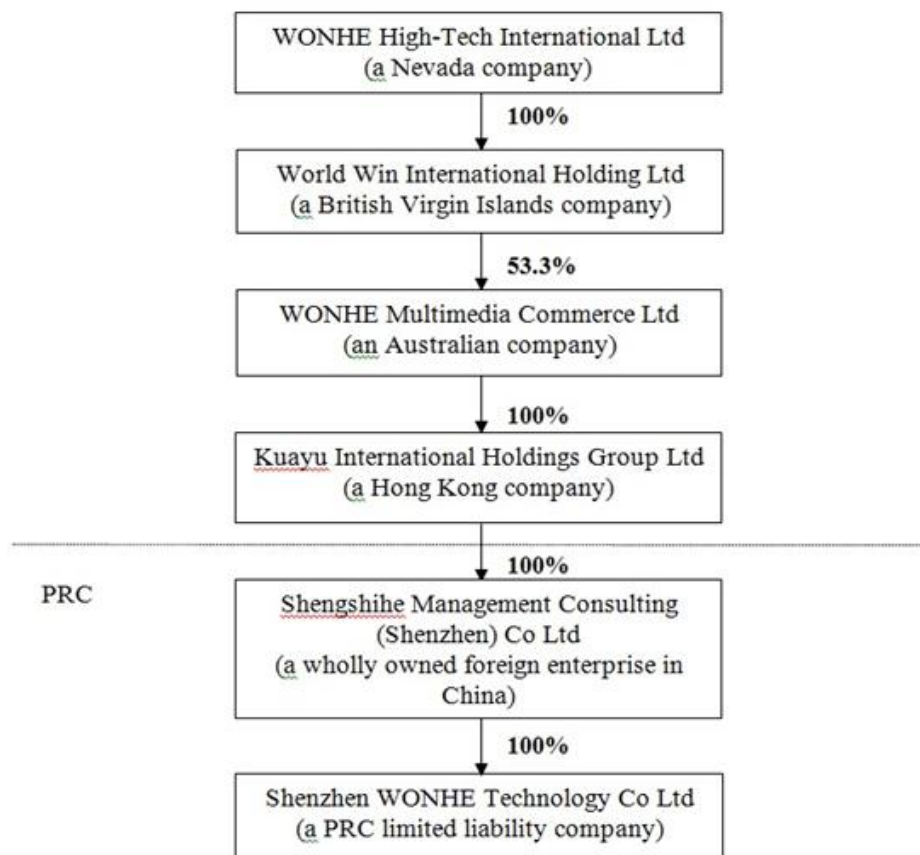 WONHE High-Tech International Ltd
(a Nevada company)
100%
World Win International Holding Ltd
(a British Virgin Islands company)
53.3%
WONHE Multimedia Commerce Ltd
(an Australian company)
100%
Kuayu International Holdings Group Ltd
(a Hong Kong company)
100%
PRC
Shengshihe Management Consulting
(Shenzhen) Co Ltd
(a wholly owned foreign enterprise in
China)
100%
Shenzhen WONHE Technology Co Ltd
(a PRC limited liability company)